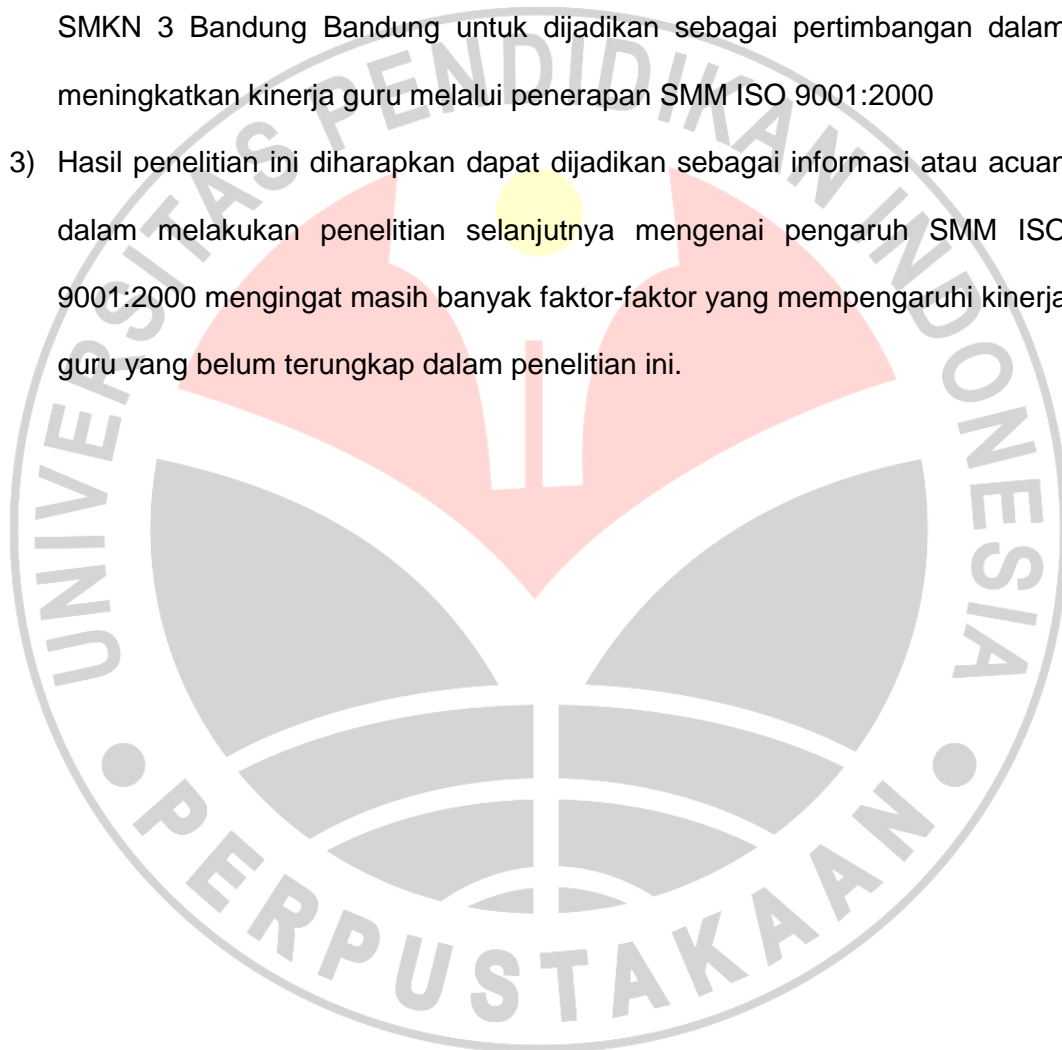 SMKN 3 Bandung Bandung untuk dijadikan sebagai pertimbangan dalam
meningkatkan kinerja guru melalui penerapan SMM ISO 9001:2000
3) Hasil penelitian ini diharapkan dapat dijadikan sebagai informasi atau acuan
dalam melakukan penelitian selanjutnya mengenai pengaruh SMM ISO
9001:2000 mengingat masih banyak faktor-faktor yang mempengaruhi kinerja
guru yang belum terungkap dalam penelitian ini.
UNIVERSITAS PENDIDIKAN INDONESIA
PERPUSTAKAAN